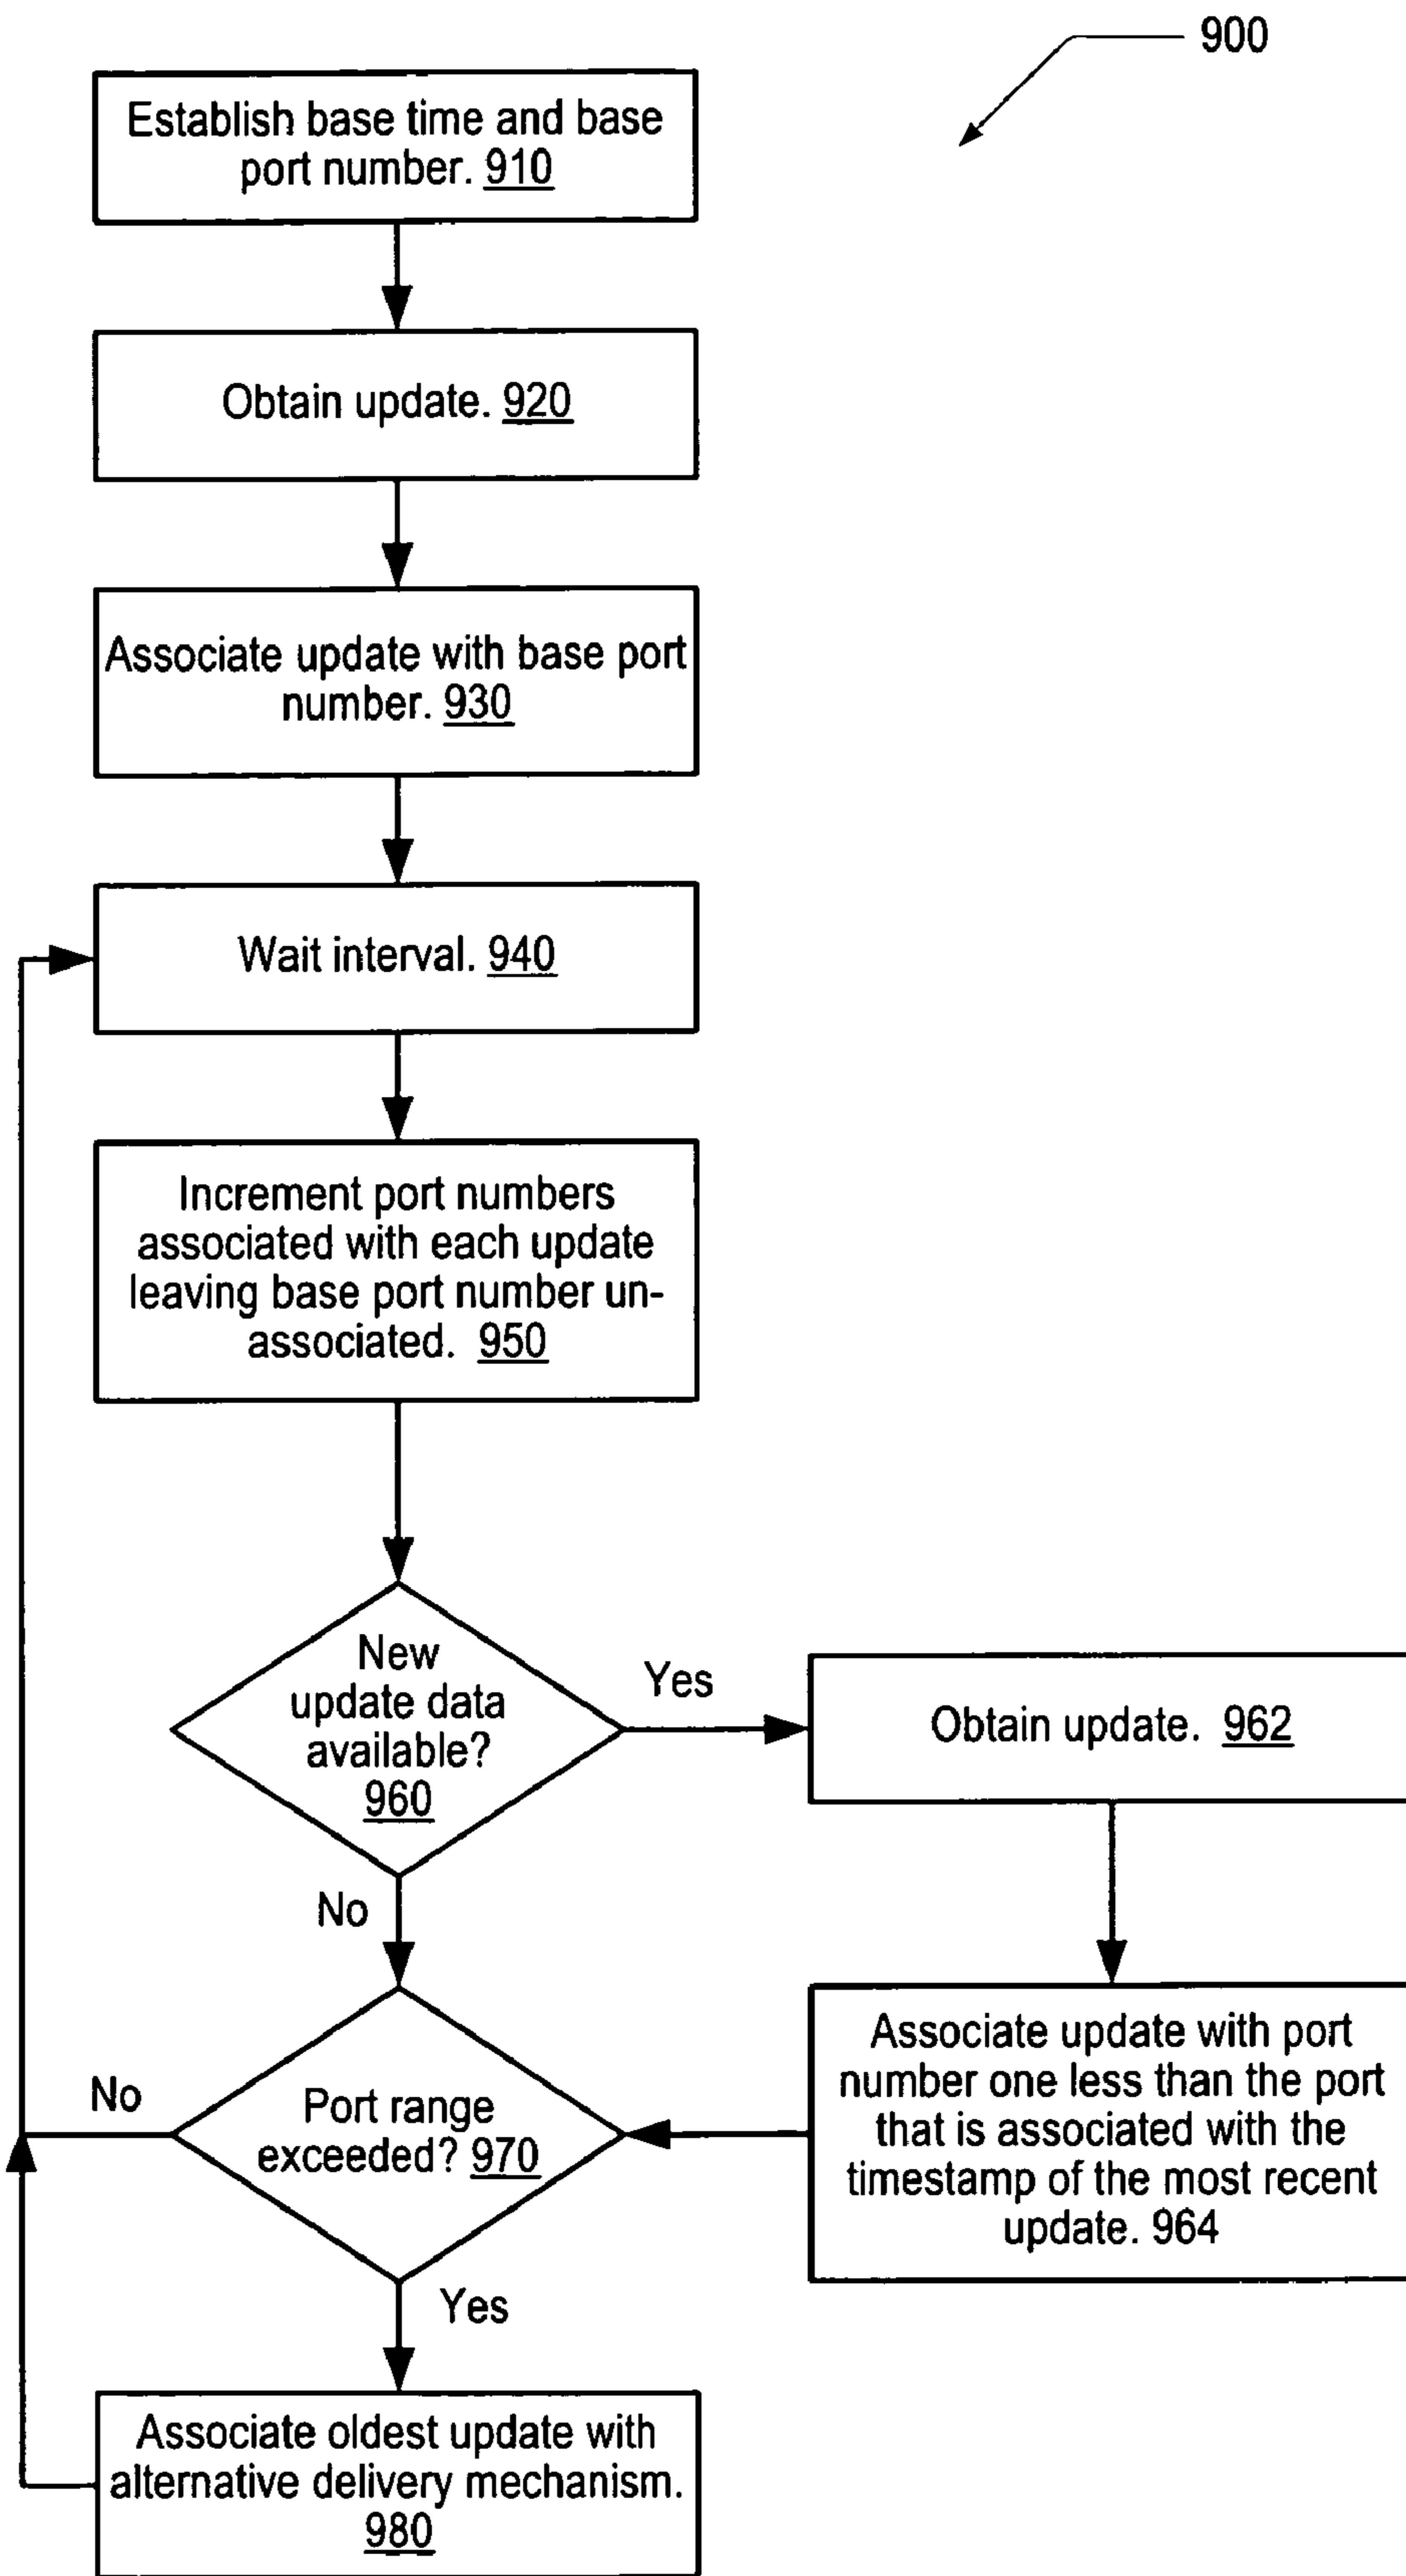 900
Establish base time and base
port number. 910
Obtain update. 920
Associate update with base port
number. 930
Wait interval. 940
Increment port numbers
associated with each update
leaving base port number un-
associated. 950
New
update data
available?
960
Yes
No
Obtain update. 962
Associate update with port
number one less than the port
that is associated with the
timestamp of the most recent
update. 964
Port range
exceeded? 970
No
Yes
Associate oldest update with
alternative delivery mechanism.
980